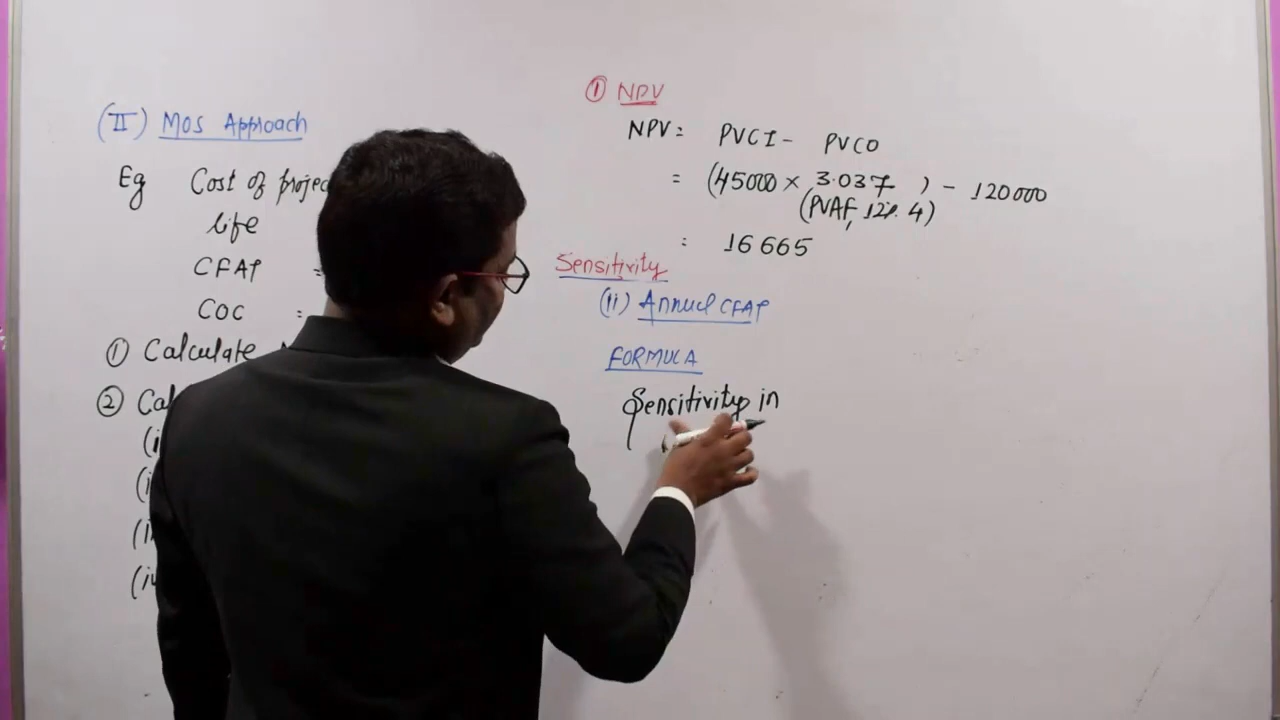 (II) MOS Approach
Eg Cost of projec
life
CFAT =
COC :
① Calculate
② Cal
(i
(i
(ii
(iv
① NPV
NPV = PVCI - PVCO
= (45000 × 3.037) - 120000
(PVAF, 12%. 4)
: 16665
Sensitivity
(ii) Annual CFAT
FORMULA
Sensitivity in